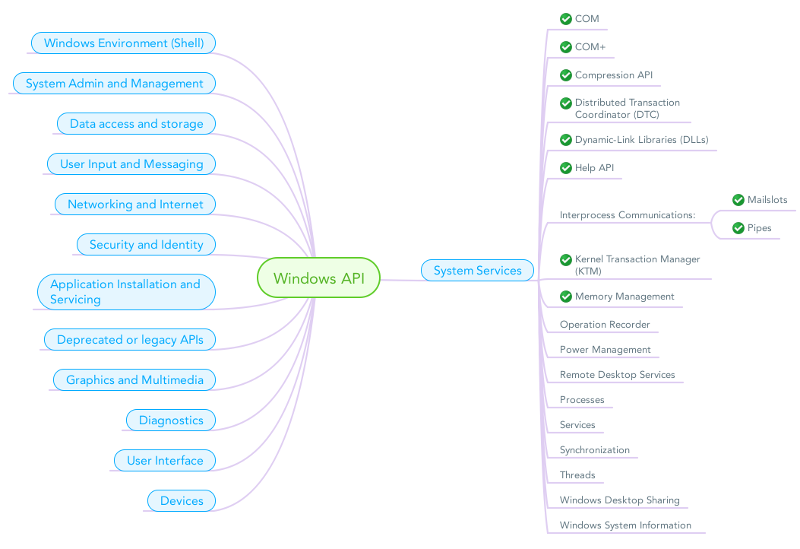 Windows Environment (Shell)
System Admin and Management
Data access and storage
User Input and Messaging
Networking and Internet
Security and Identity
Application Installation and
Servicing
Deprecated or legacy APIs
Graphics and Multimedia
Diagnostics
User Interface
Devices
Windows API
System Services
COM
COM+
Compression API
Distributed Transaction
Coordinator (DTC)
Dynamic-Link Libraries (DLLs)
Help API
Interprocess Communications:
Mailslots
Pipes
Kernel Transaction Manager
(KTM)
Memory Management
Operation Recorder
Power Management
Remote Desktop Services
Processes
Services
Synchronization
Threads
Windows Desktop Sharing
Windows System Information